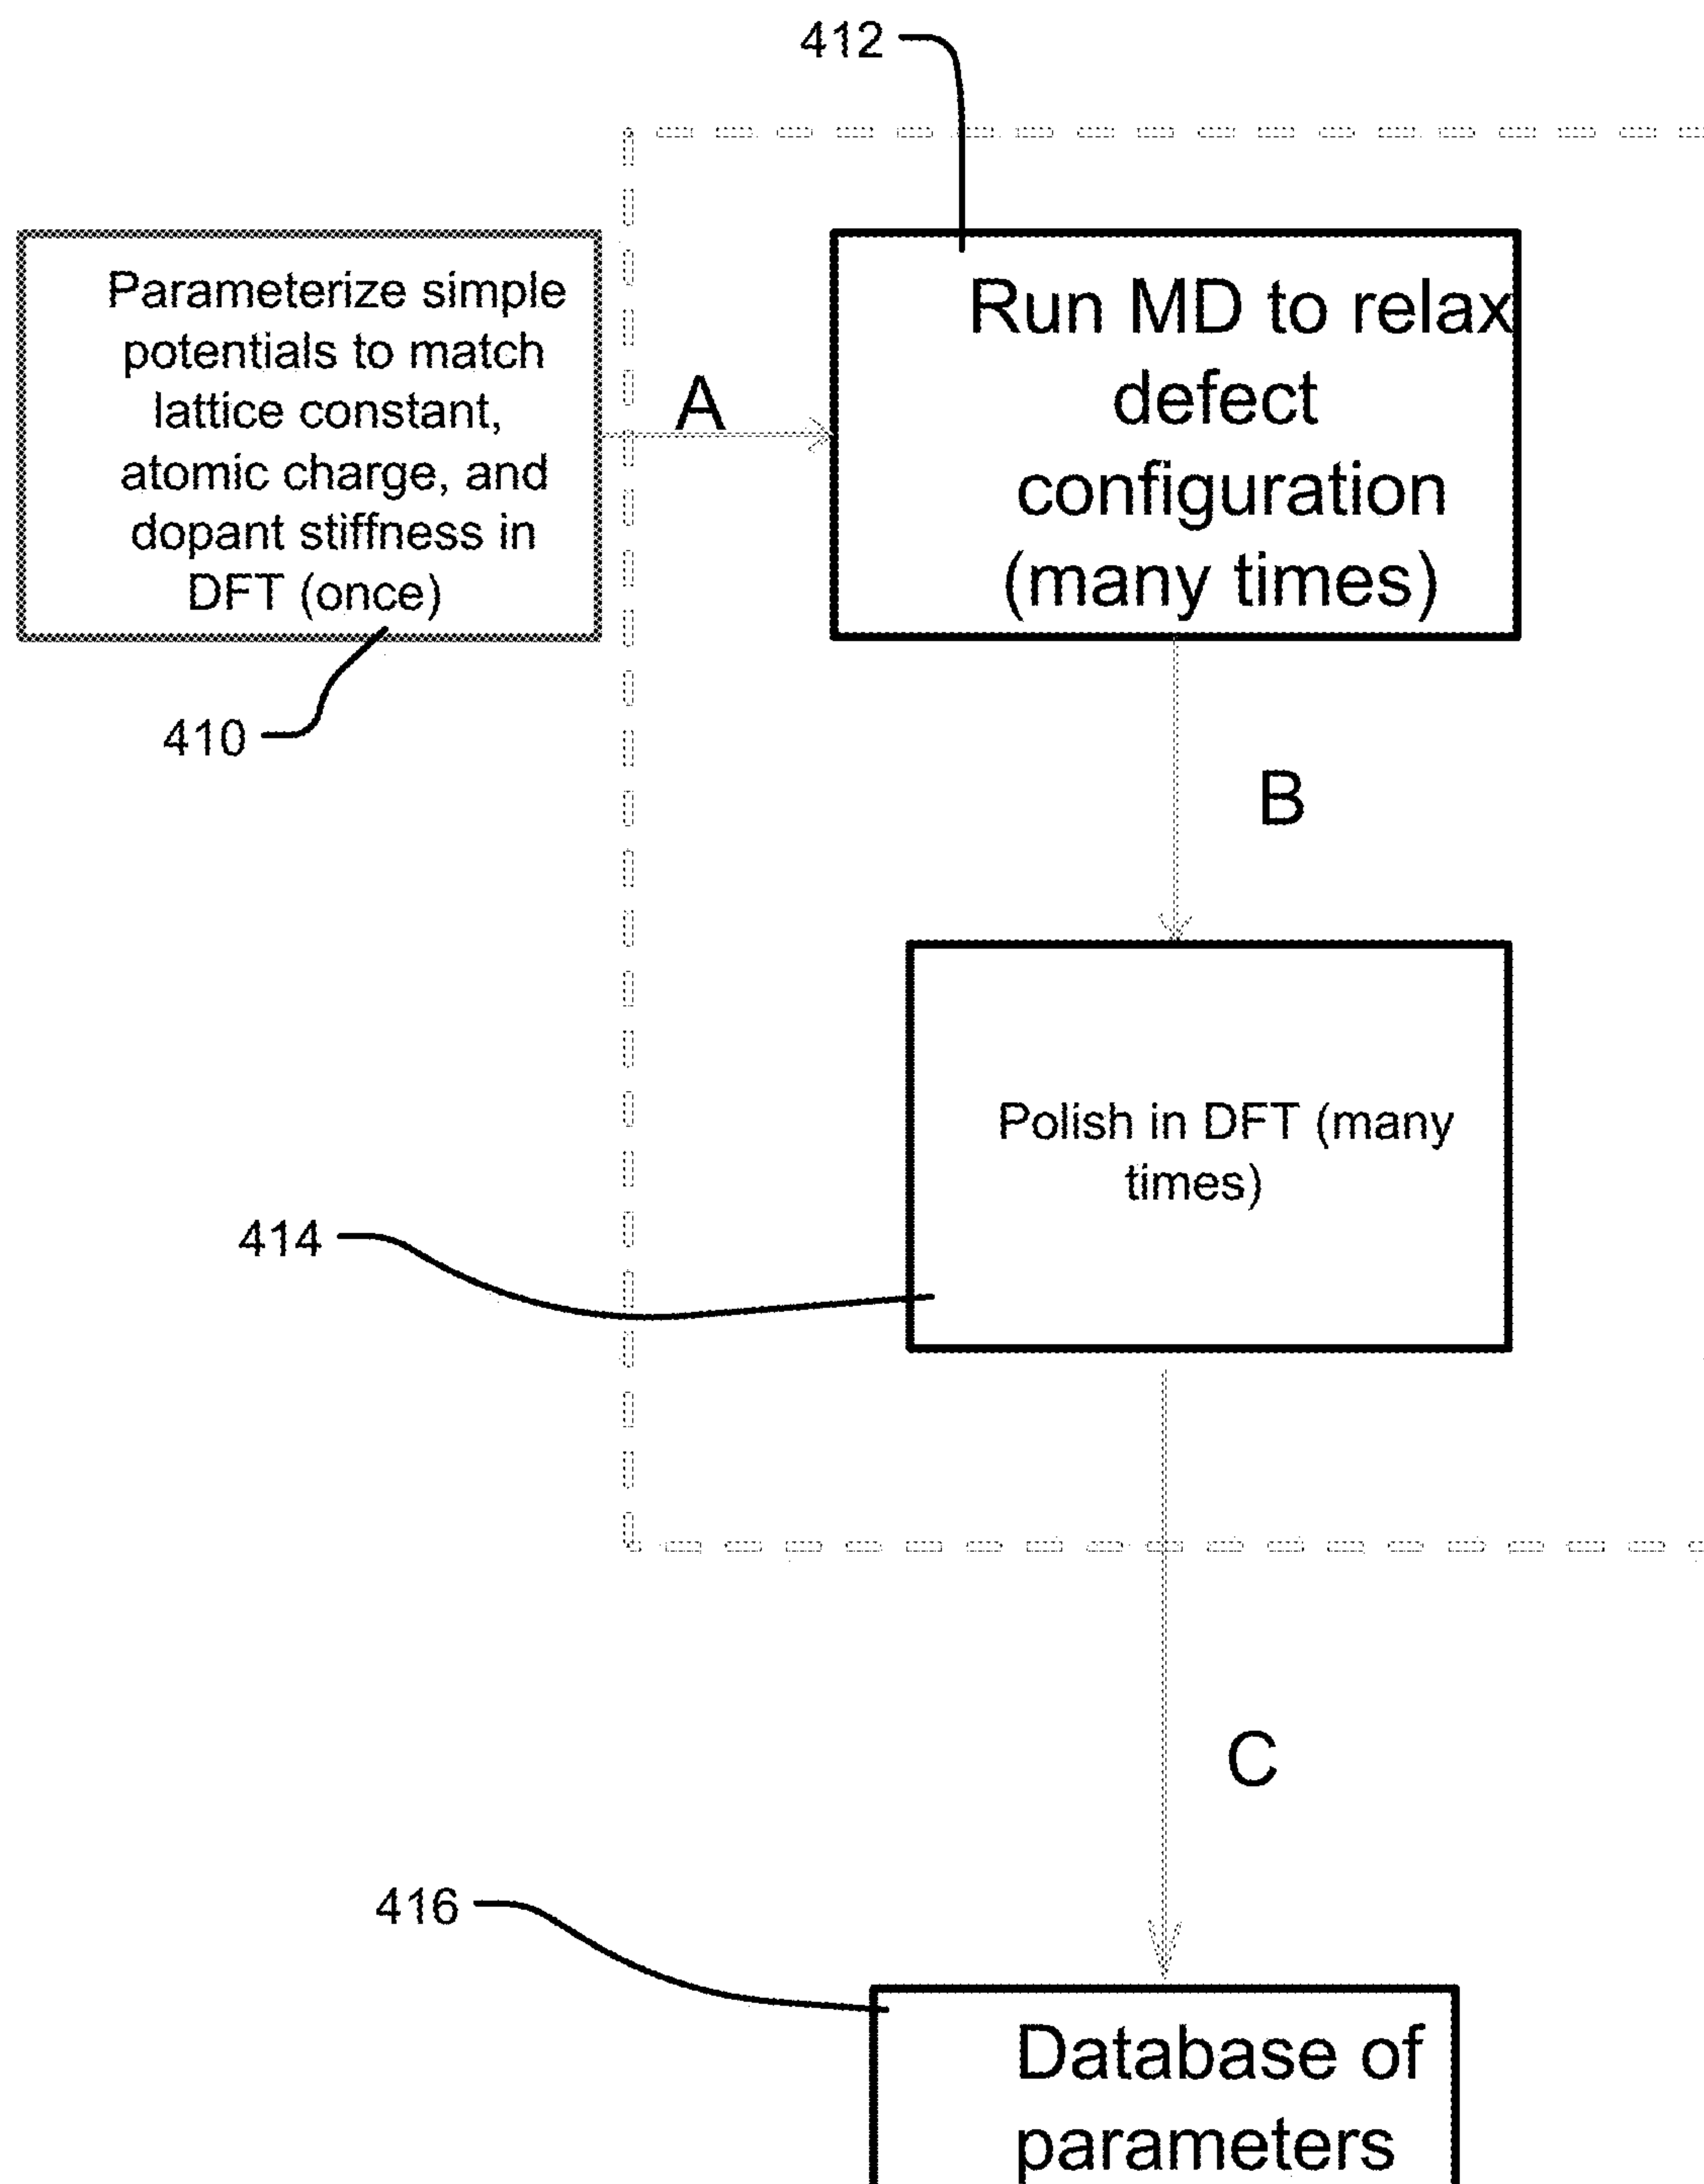 412
Parameterize simple
potentials to match
lattice constant,
atomic charge, and
dopant stiffness in
DFT (once)
410
A
Run MD to relax
defect
configuration
(many times)
B
Polish in DFT (many
times)
414
C
416
Database of
parameters